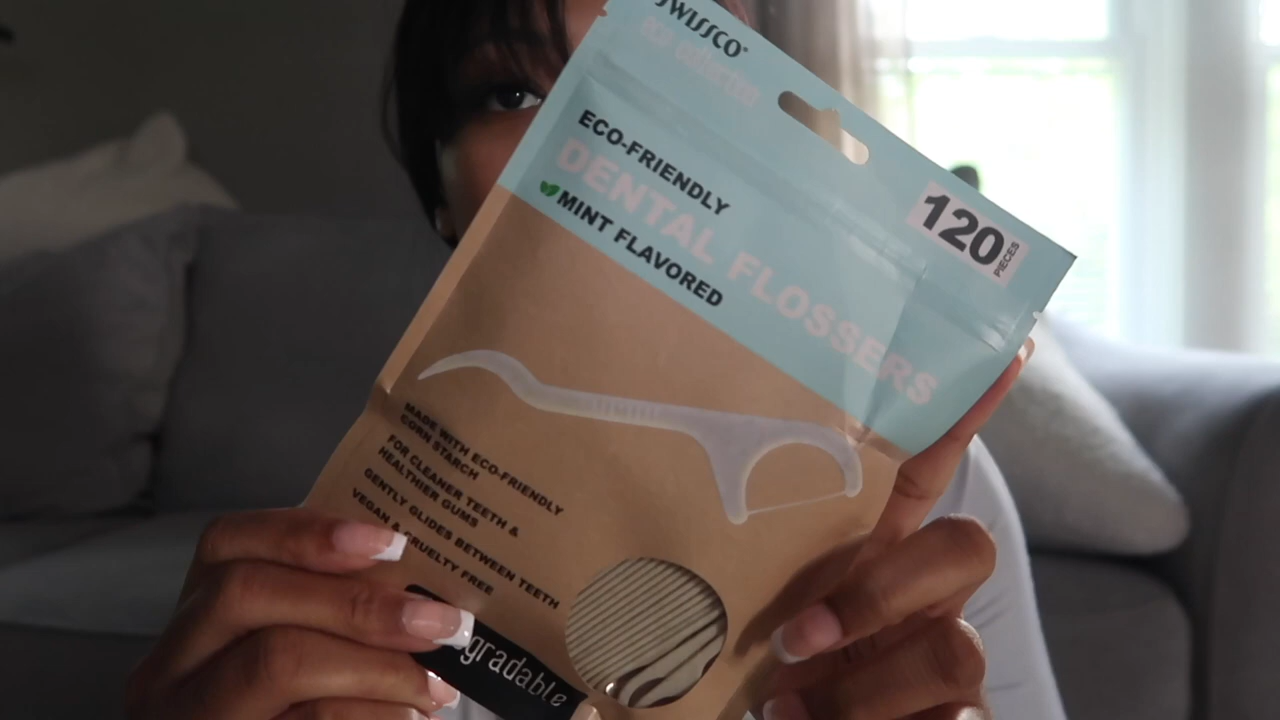 SWISSCO
eco collection
ECO-FRIENDLY
DENTAL FLOSSERS
MINT FLAVORED
120
PIECES
MADE WITH ECO-FRIENDLY
CORN STARCH
FOR CLEANER TEETH &
HEALTHIER GUMS
GENTLY GLIDES BETWEEN TEETH
VEGAN & CRUELTY FREE
gradable